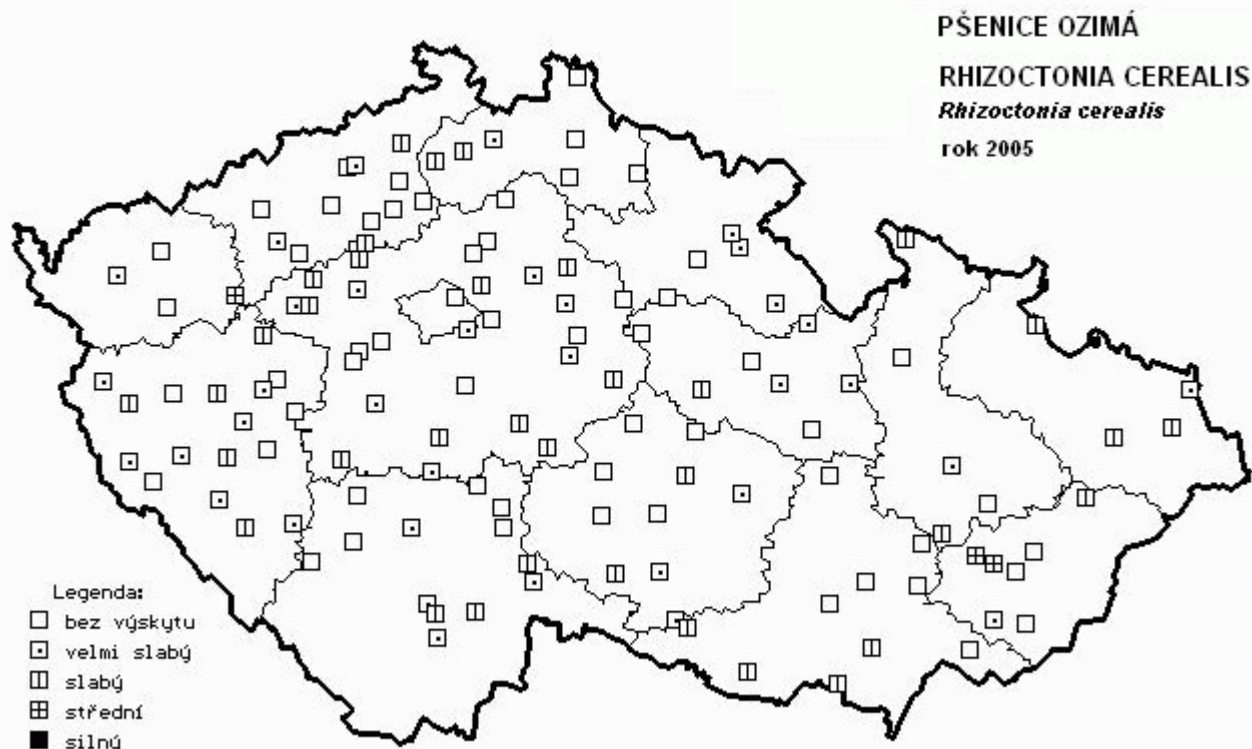 PŠENICE OZIMÁ
RHIZOCTONIA CEREALIS
Rhizoctonia cerealis
rok 2005
Legenda:
bez výskytu
velmi slabý
slabý
střední
silný